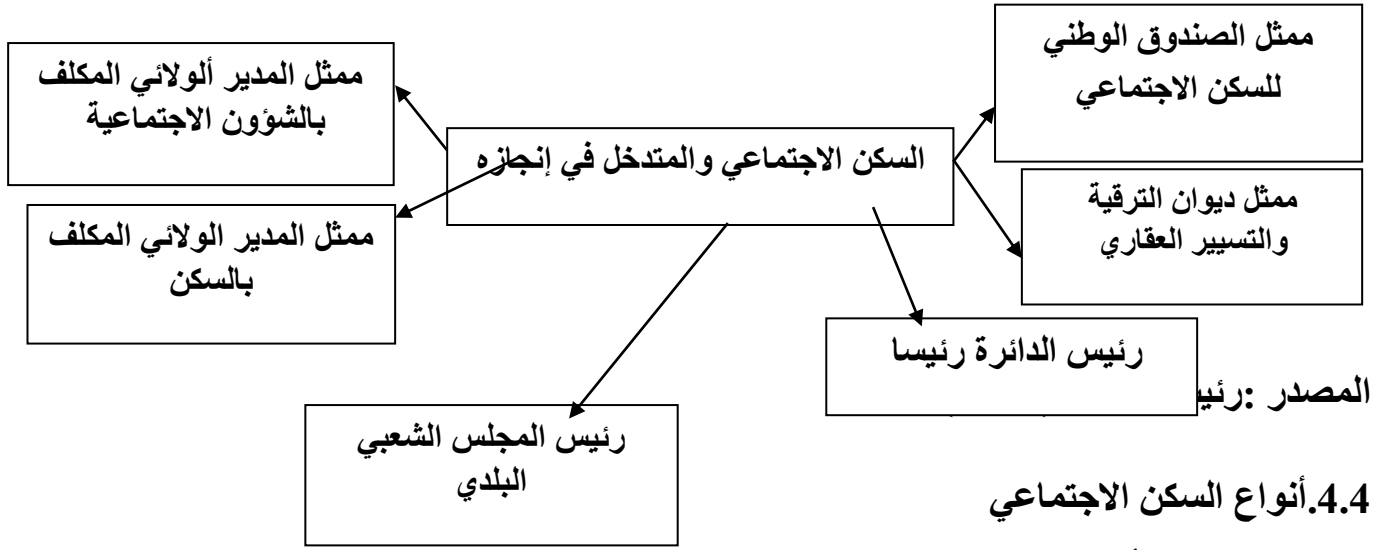 ممثل الصندوق الوطني
للسكن الاجتماعي
ممثل المدير ألولائي المكلف
بالشؤون الاجتماعية
السكن الاجتماعي والمتدخل في إنجازه
ممثل ديوان الترقية
والتسيير العقاري
ممثل المدير الولائي المكلف
بالسكن
رئيس الدائرة رئيسا
المصدر :
رئيس المجلس الشعبي
البلدي
4.4.أنواع السكن الاجتماعي